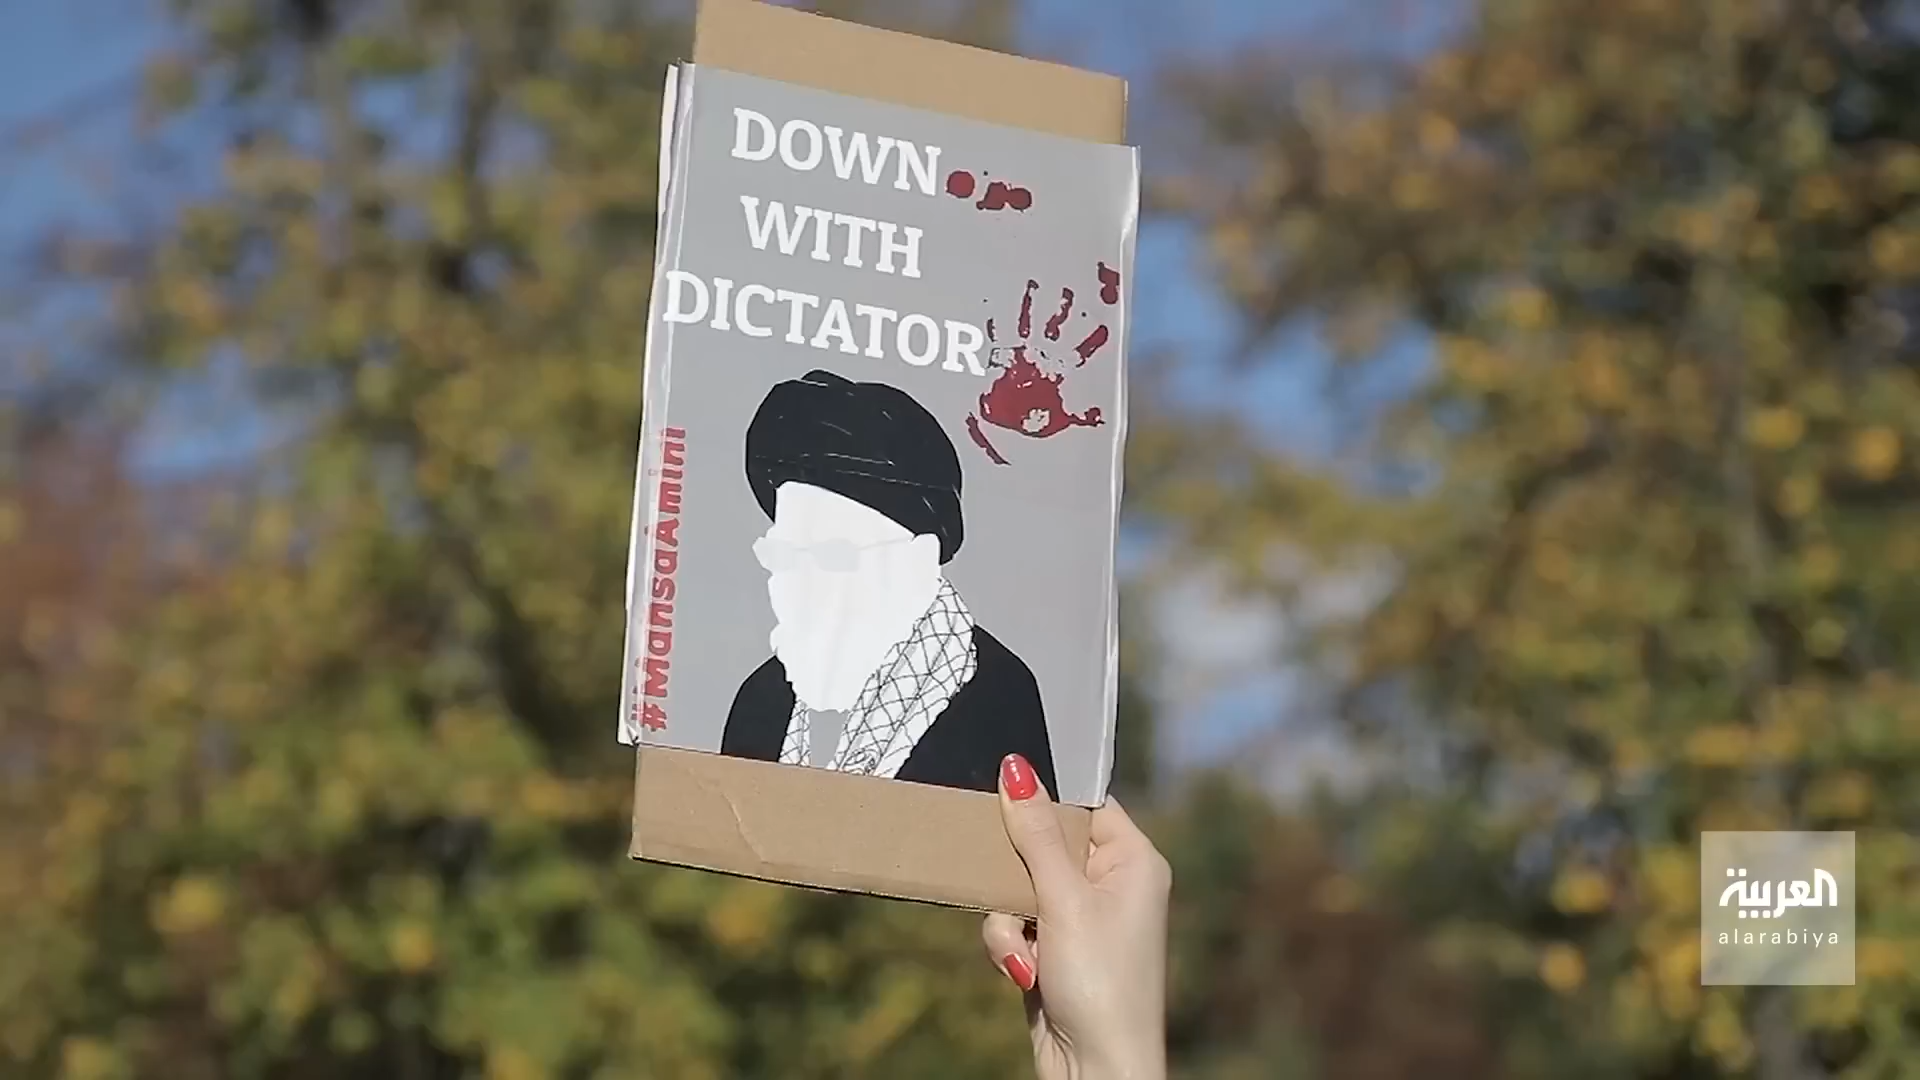 DOWN
WITH
DICTATOR
#MahsaAmini
العربية
alarabiya